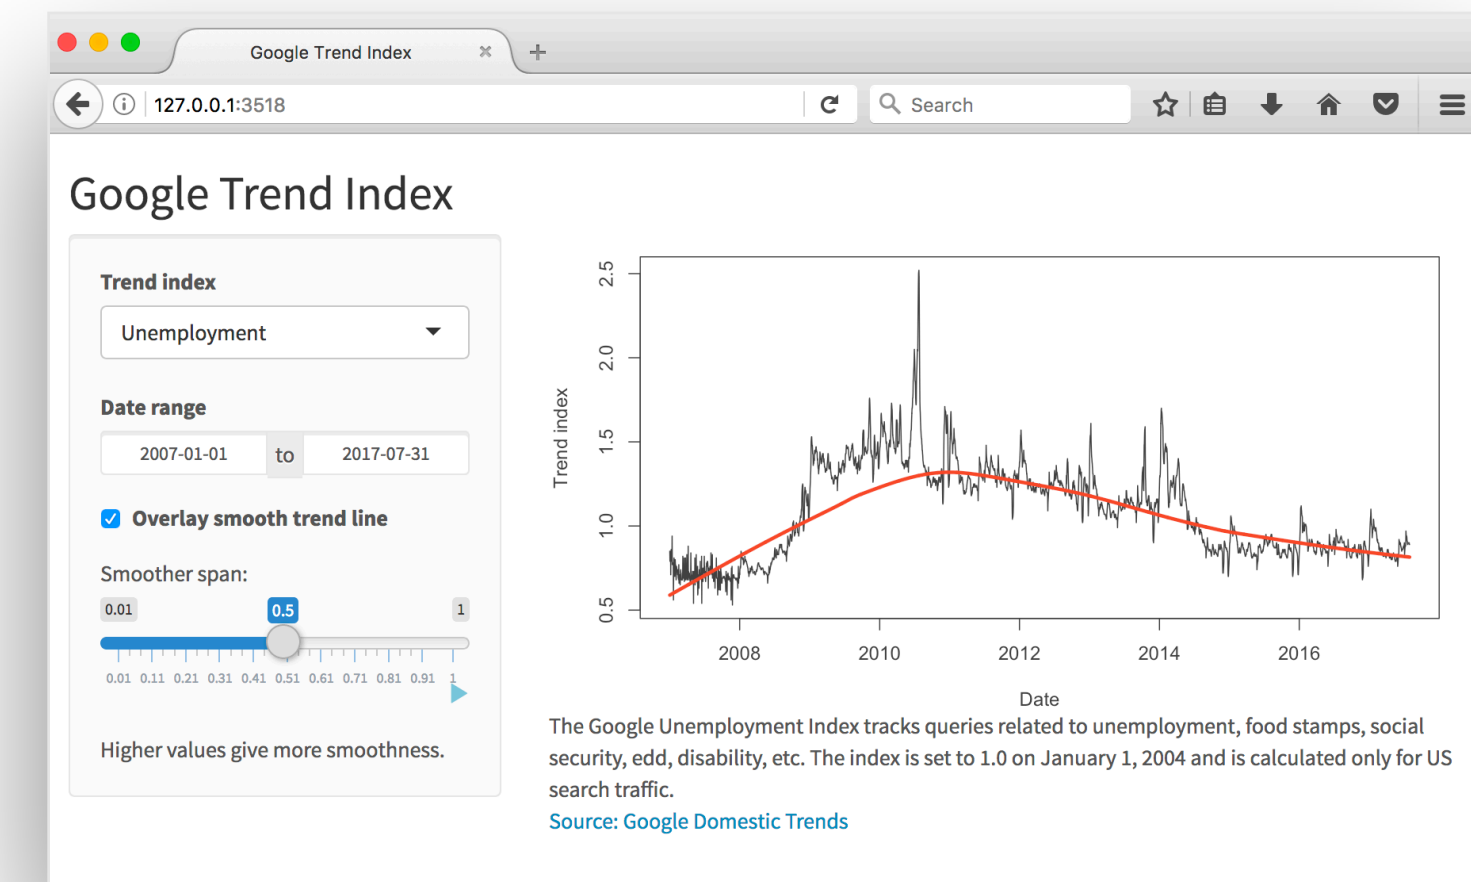 Google Trend Index
127.0.0.1:3518
Search
Google Trend Index
Trend index
Unemployment
Date range
2007-01-01 to 2017-07-31
Overlay smooth trend line
Smoother span:
0.01 0.5 1
0.01 0.11 0.21 0.31 0.41 0.51 0.61 0.71 0.81 0.91 1
Higher values give more smoothness.
Trend index
2.5
2.0
1.5
1.0
0.5
2008 2010 2012 2014 2016
Date
The Google Unemployment Index tracks queries related to unemployment, food stamps, social
security, edd, disability, etc. The index is set to 1.0 on January 1, 2004 and is calculated only for US
search traffic.
Source: Google Domestic Trends